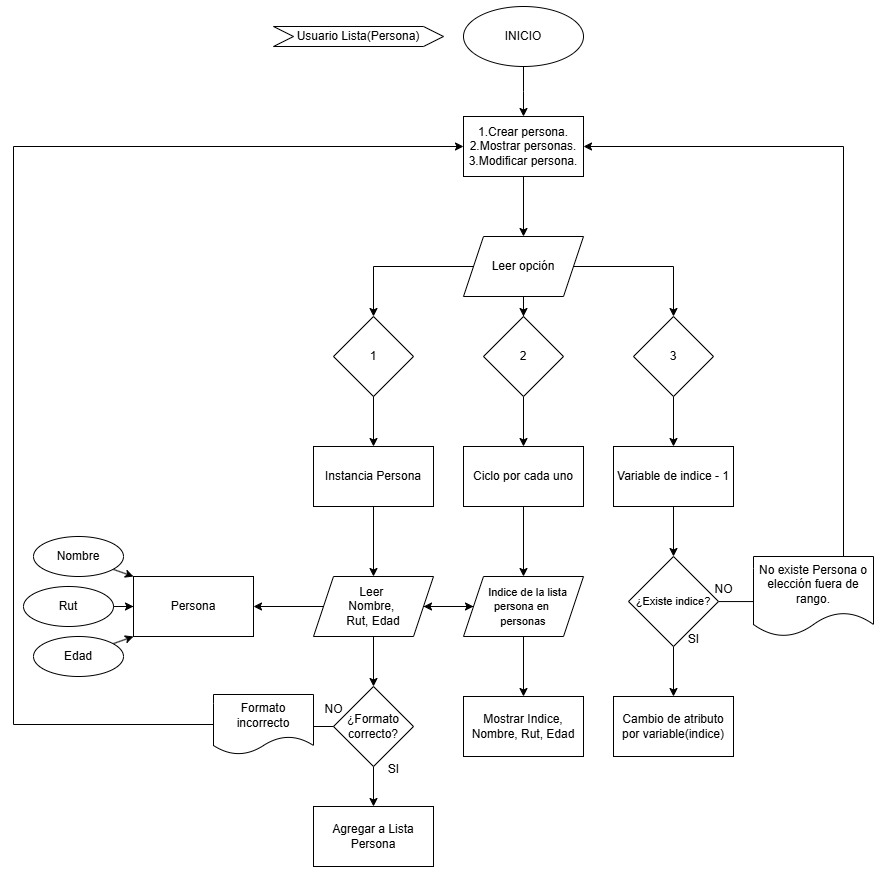 Usuario Lista(Persona)
INICIO
1.Crear persona.
2.Mostrar personas.
3.Modificar persona.
Leer opción
1
2
3
Instancia Persona
Ciclo por cada uno
Variable de indice - 1
Nombre
Rut
Edad
Persona
Leer
Nombre,
Rut, Edad
Indice de la lista
persona en
personas
¿Existe indice?
NO
SI
No existe Persona o
elección fuera de
rango.
Formato
incorrecto
NO
¿Formato
correcto?
SI
Mostrar Indice,
Nombre, Rut, Edad
Cambio de atributo
por variable(indice)
Agregar a Lista
Persona